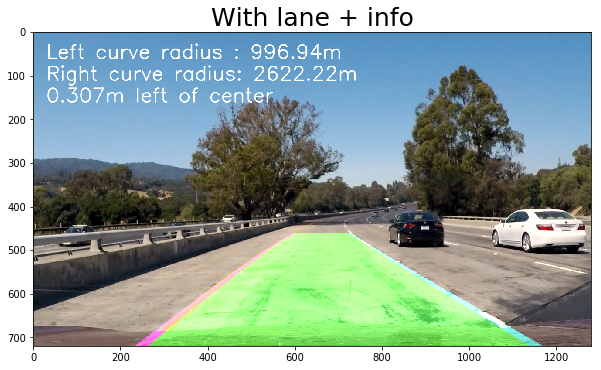 With lane + info
Left curve radius : 996.94m
Right curve radius: 2622.22m
0.307m left of center
0
100
200
300
400
500
600
700
0 200 400 600 800 1000 1200